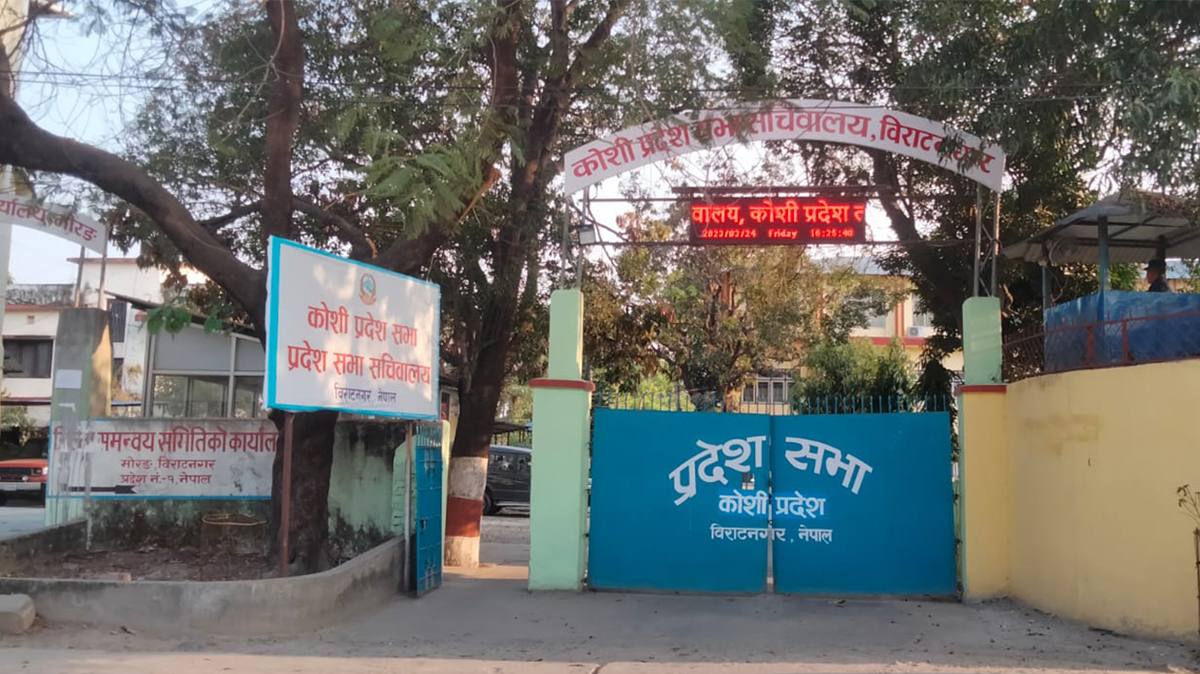 कोशी प्रदेश सभा सचिवालय, विराटनगर
वालय, कोशी प्रदेश
2023/03/24 Friday 16:25:40
र्यालय, मोरङ
कोशी प्रदेश सभा
प्रदेश सभा सचिवालय
विराटनगर, नेपाल
समन्वय समितिको कार्याल
मोरङ, विराटनगर
प्रदेश नं.-१, नेपाल
प्रदेश सभा
कोशी प्रदेश
विराटनगर, नेपाल